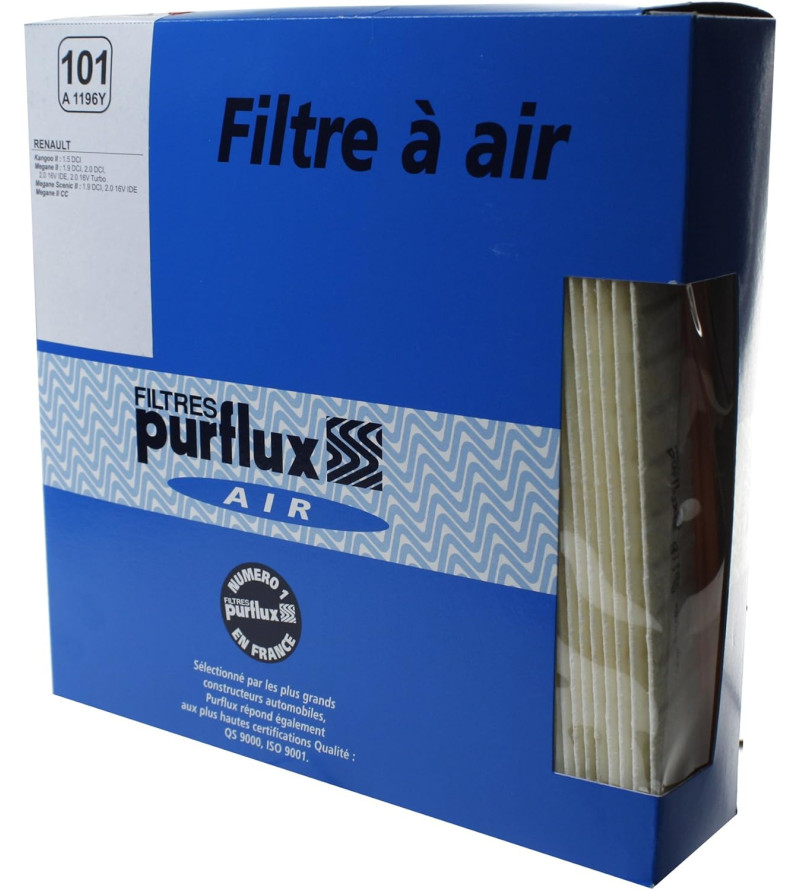 101
A 1196Y
RENAULT
Kangoo II : 1.5 DCI
Megane II : 1.9 DCI, 2.0 DCI,
2.0 16V IDE, 2.0 16V Turbo
Megane Scenic II : 1.9 DCI, 2.0 16V IDE
Megane II CC
Filtre à air
FILTRES
purflux
AIR
NUMERO 1
FILTRES
purflux
EN FRANCE
Sélectionné par les plus grands
constructeurs automobiles,
Purflux répond également
aux plus hautes certifications Qualité :
QS 9000, ISO 9001.